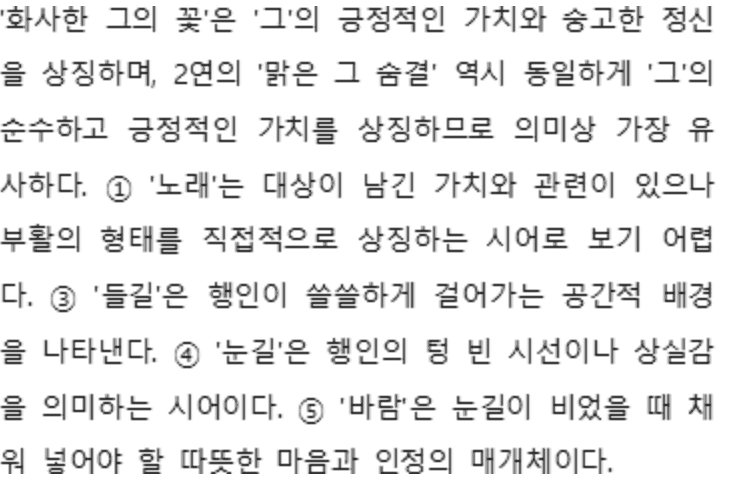 '화사한 그의 꽃'은 '그'의 긍정적인 가치와 숭고한 정신
을 상징하며, 2연의 '맑은 그 숨결' 역시 동일하게 '그'의
순수하고 긍정적인 가치를 상징하므로 의미상 가장 유
사하다. ① '노래'는 대상이 남긴 가치와 관련이 있으나
부활의 형태를 직접적으로 상징하는 시어로 보기 어렵
다. ③ '들길'은 행인이 쓸쓸하게 걸어가는 공간적 배경
을 나타낸다. ④ '눈길'은 행인의 텅 빈 시선이나 상실감
을 의미하는 시어이다. ⑤ '바람'은 눈길이 비었을 때 채
워 넣어야 할 따뜻한 마음과 인정의 매개체이다.